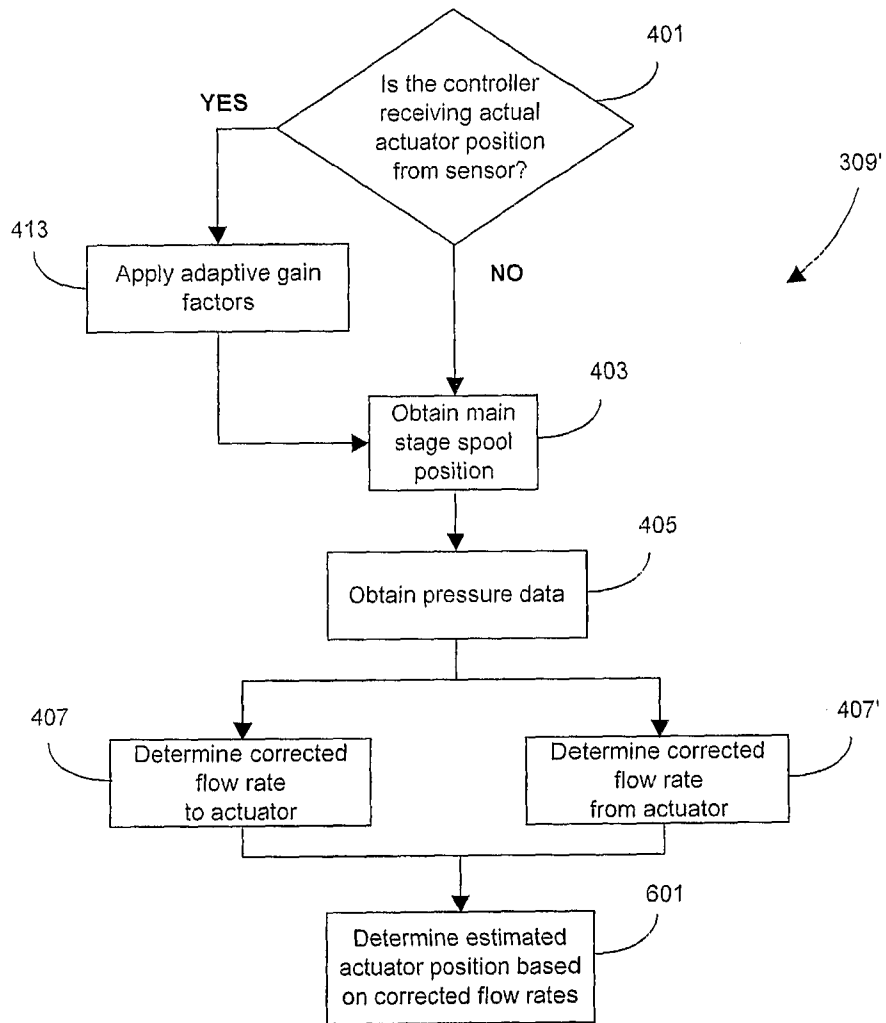 401
Is the controller
receiving actual
actuator position
from sensor?
YES
309'
413
Apply adaptive gain
factors
NO
403
Obtain main
stage spool
position
405
Obtain pressure data
407
Determine corrected
flow rate
to actuator
407'
Determine corrected
flow rate
from actuator
601
Determine estimated
actuator position based
on corrected flow rates